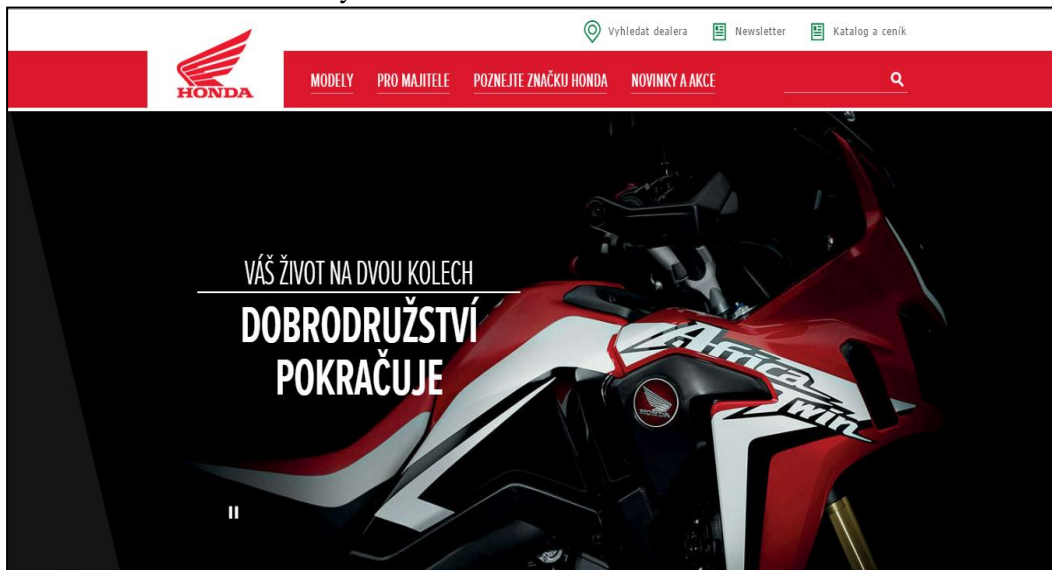 Vyhledat dealera Newsletter Katalog a ceník
HONDA
MODELY PRO MAJITELE POZNEJTE ZNAČKU HONDA NOVINKY A AKCE
VÁŠ ŽIVOT NA DVOU KOLECH
DOBRODRUŽSTVÍ
POKRAČUJE
Africa
Twin
HONDA